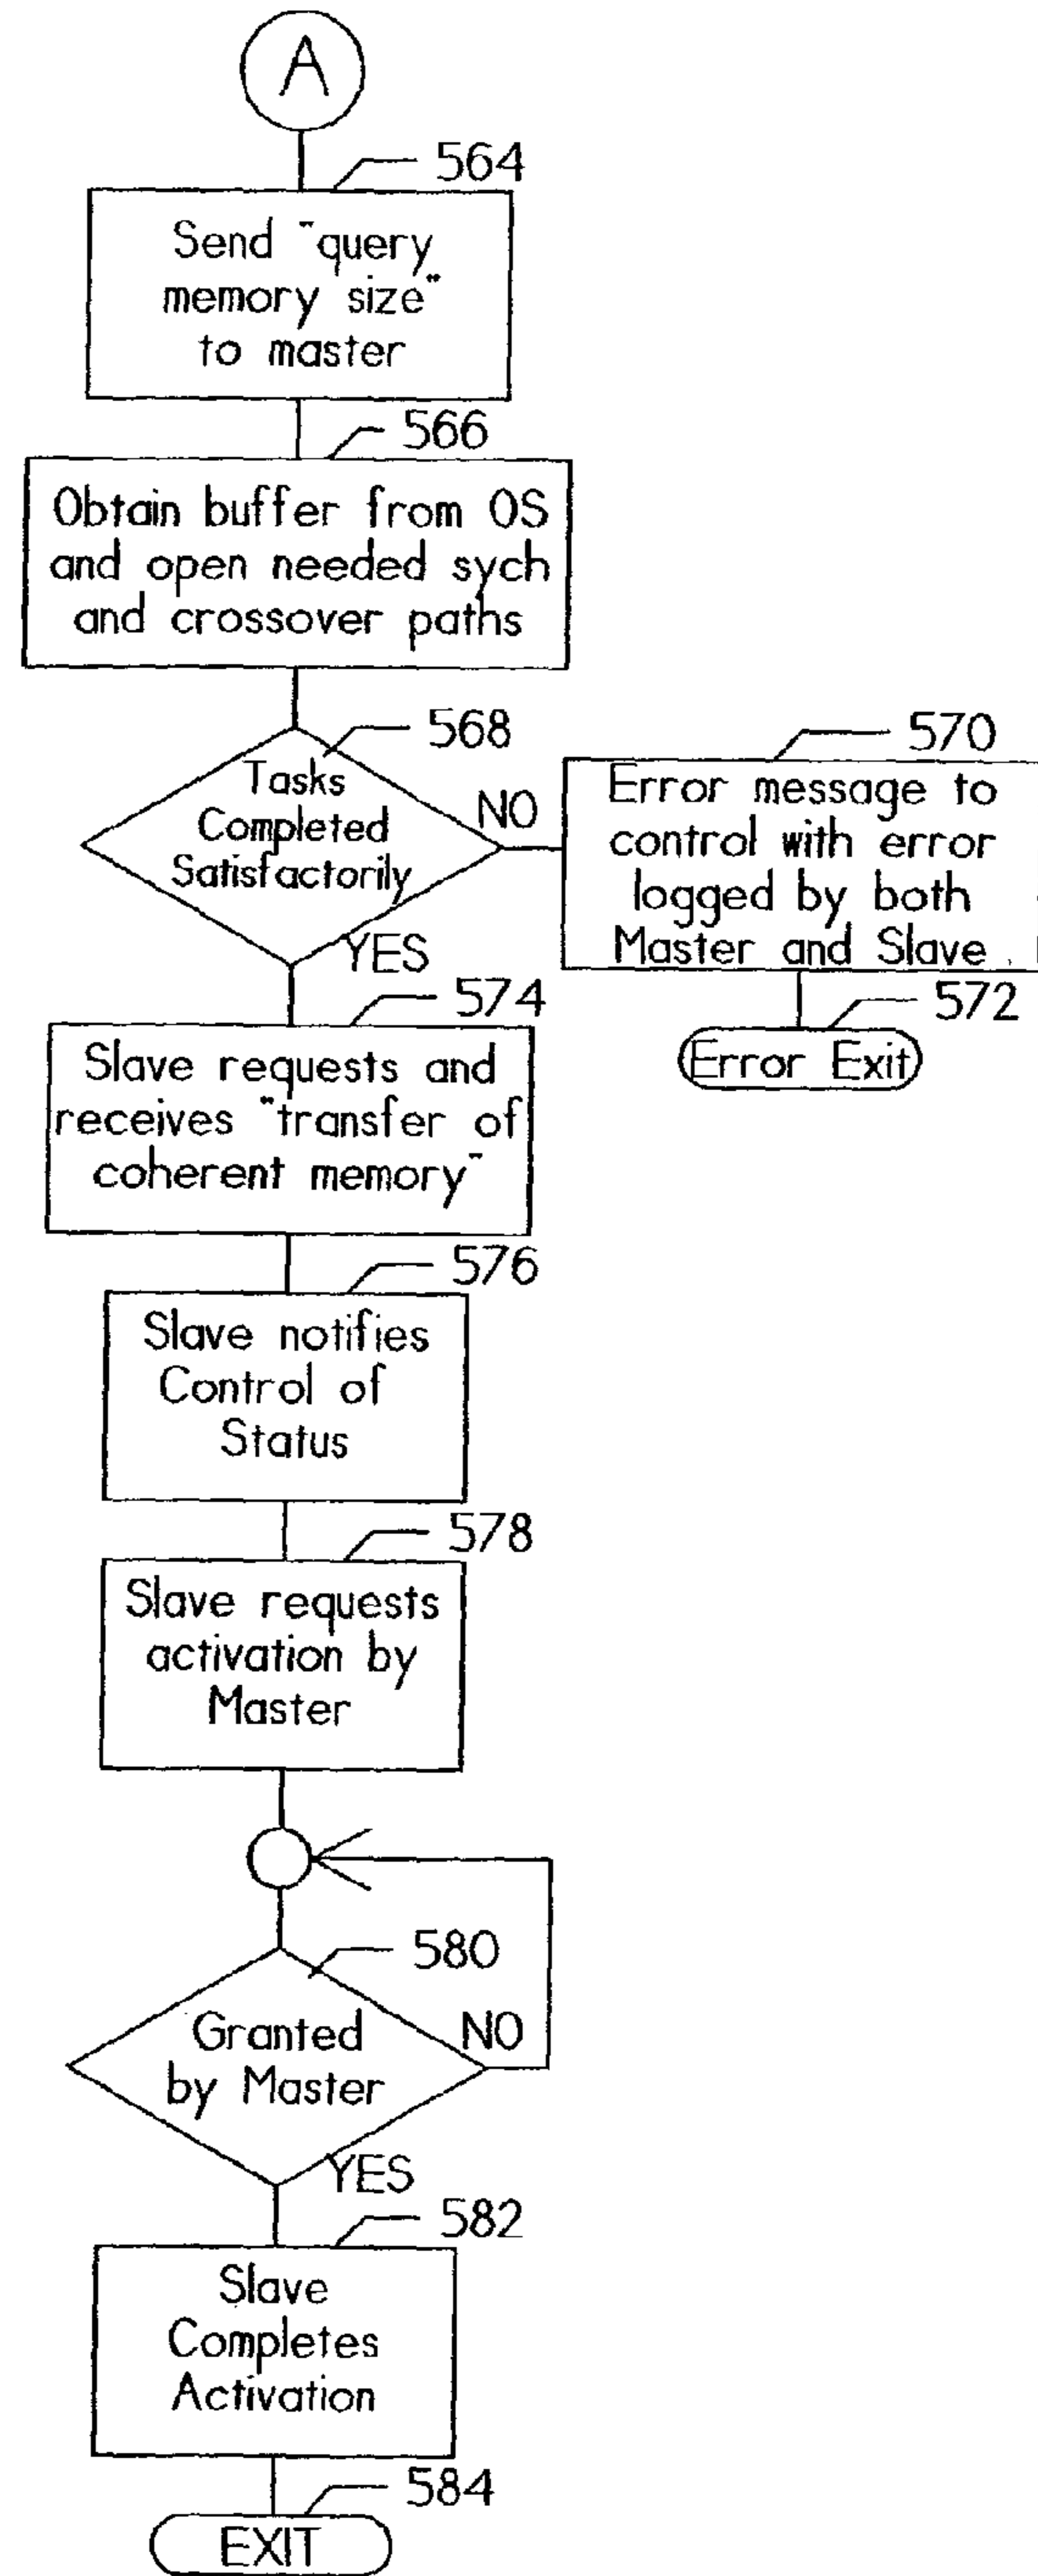 A
564
Send "query
memory size"
to master
566
Obtain buffer from OS
and open needed sych
and crossover paths
568
Tasks
Completed
Satisfactorily
NO
YES
570
Error message to
control with error
logged by both
Master and Slave
572
Error Exit
574
Slave requests and
receives "transfer of
coherent memory"
576
Slave notifies
Control of
Status
578
Slave requests
activation by
Master
580
Granted
by Master
NO
YES
582
Slave
Completes
Activation
584
EXIT